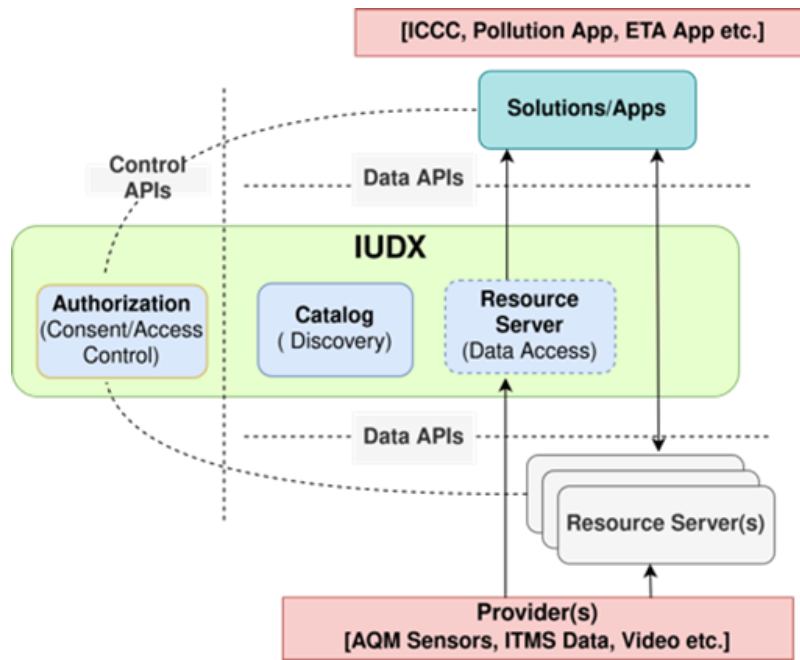 [ICCC, Pollution App, ETA App etc.]
Solutions/Apps
Control
APIs
Data APIs
IUDX
Authorization
(Consent/Access
Control)
Catalog
( Discovery)
Resource
Server
(Data Access)
Data APIs
Resource Server(s)
Provider(s)
[AQM Sensors, ITMS Data, Video etc.]